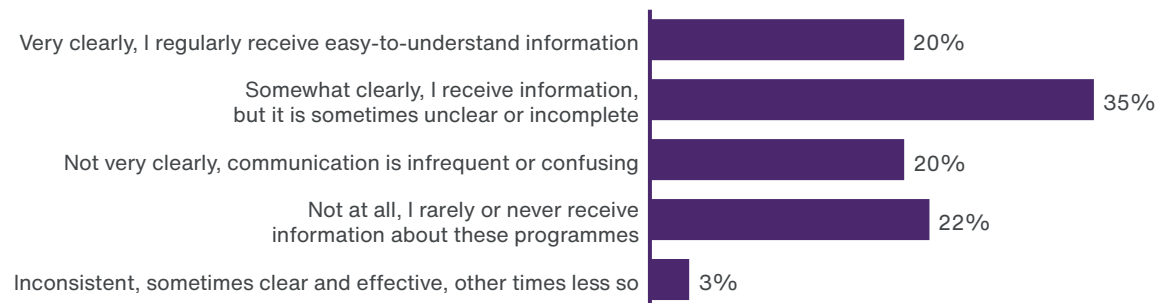 Very clearly, I regularly receive easy-to-understand information
20%
Somewhat clearly, I receive information,
but it is sometimes unclear or incomplete
35%
Not very clearly, communication is infrequent or confusing
20%
Not at all, I rarely or never receive
information about these programmes
22%
Inconsistent, sometimes clear and effective, other times less so
3%